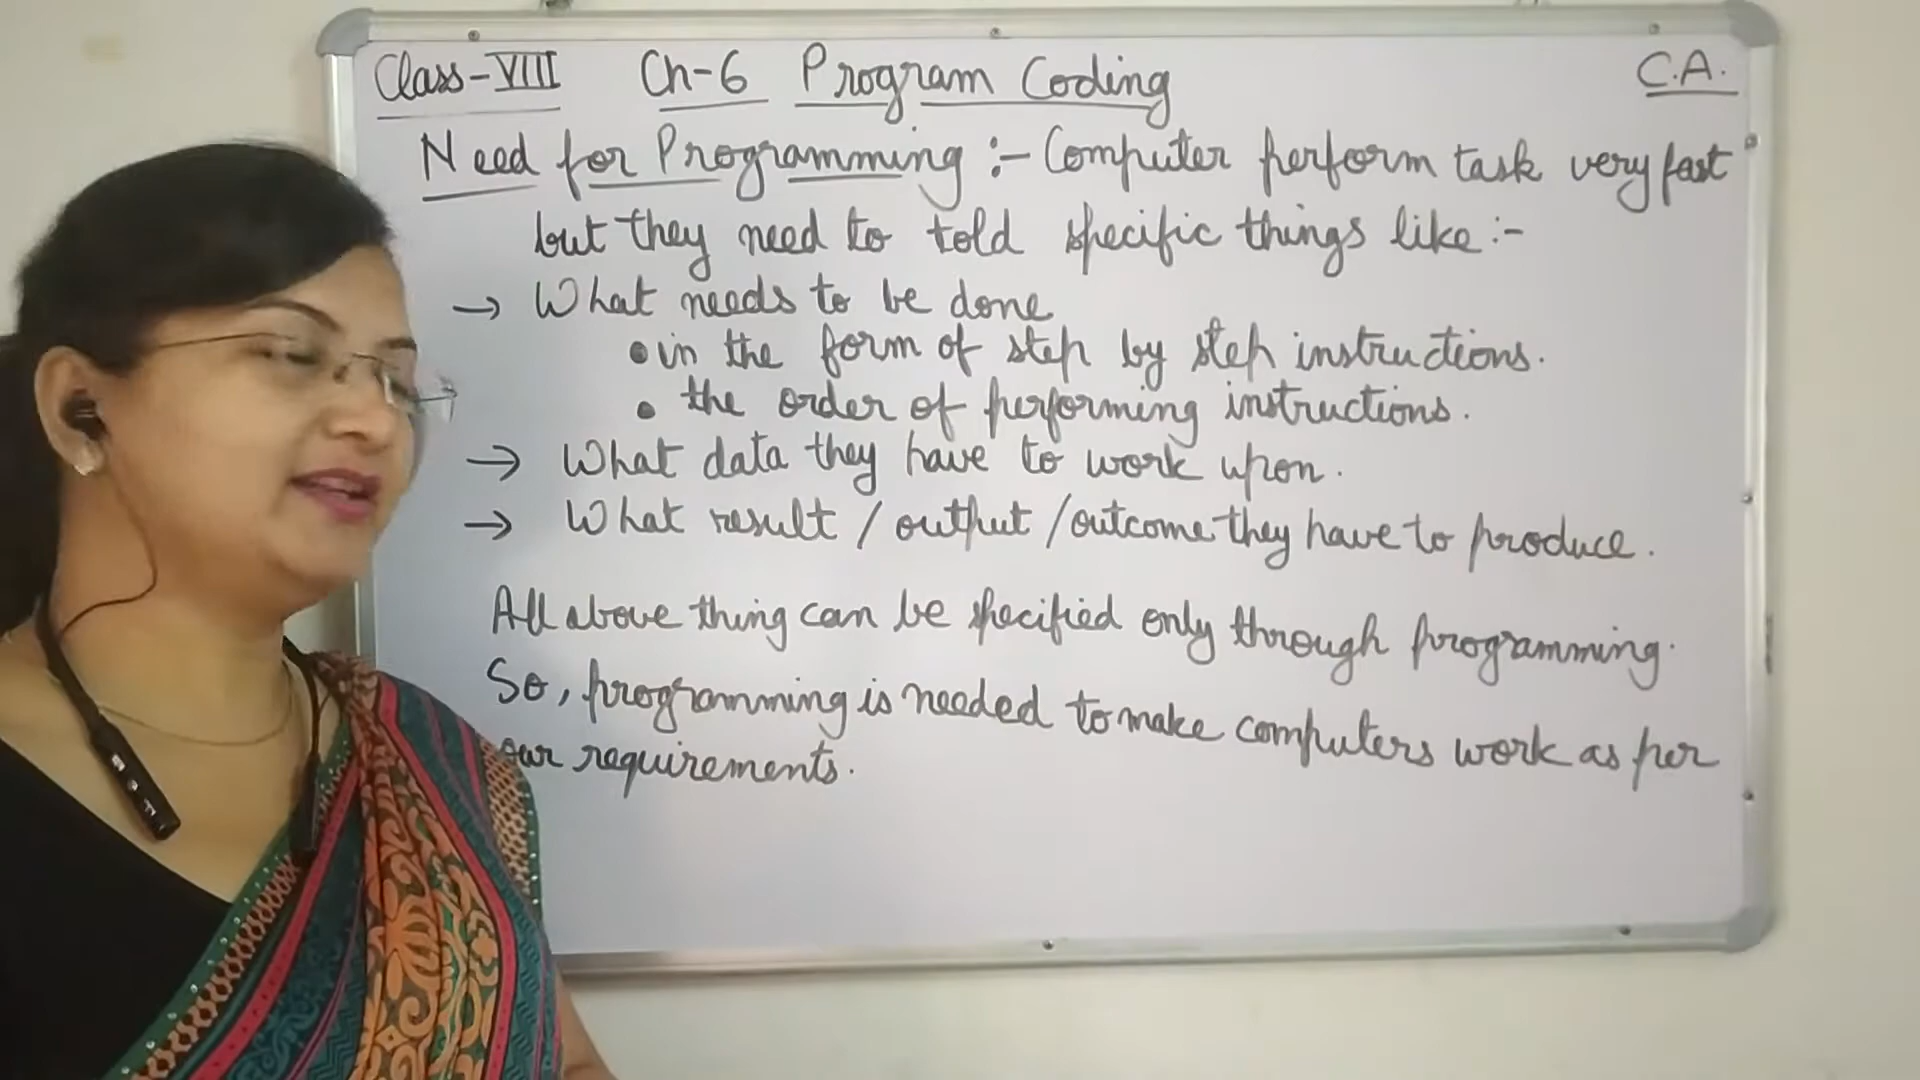 Class-VIII Ch-6 Program Coding C.A.
Need for Programming :- Computer perform task very fast
but they need to told specific things like :-
→ What needs to be done
• in the form of step by step instructions.
• the order of performing instructions.
→ What data they have to work upon.
→ What result / output / outcome they have to produce.
All above thing can be specified only through programming.
So, programming is needed to make computers work as per
our requirements.